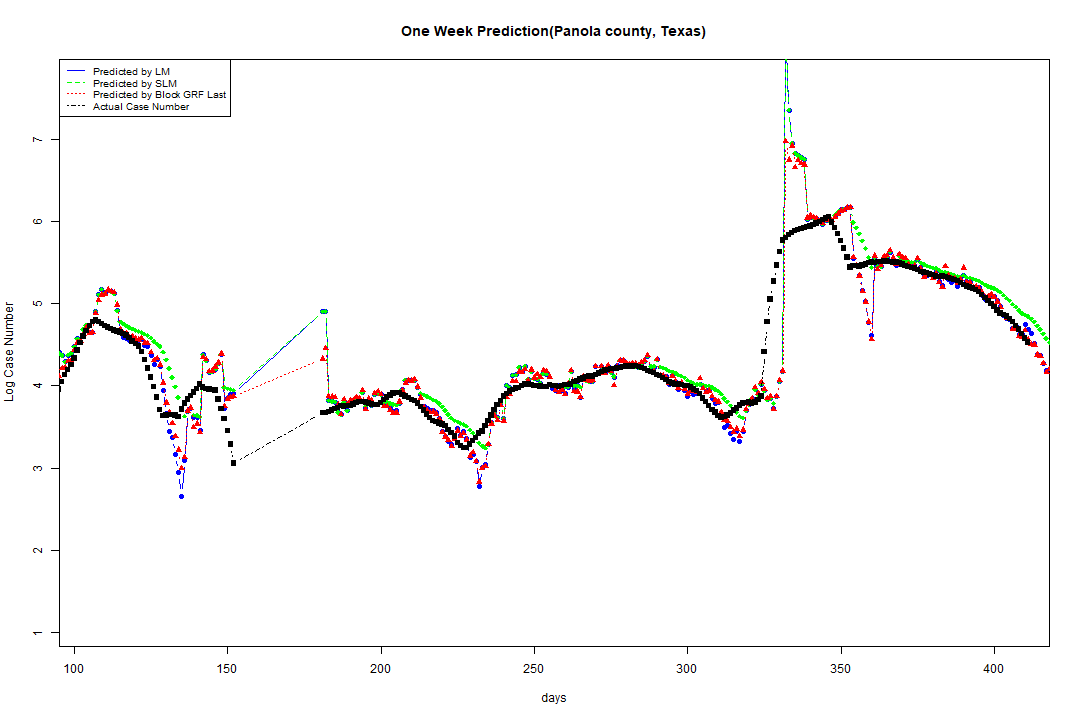 One Week Prediction(Panola county, Texas)
Predicted by LM
Predicted by SLM
Predicted by Block GRF Last
Actual Case Number
Log Case Number
7
6
5
4
3
2
1
100 150 200 250 300 350 400
days